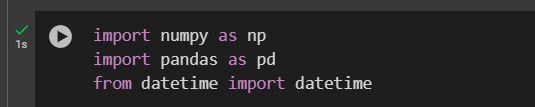 import numpy as np
1s
import pandas as pd
from datetime import datetime